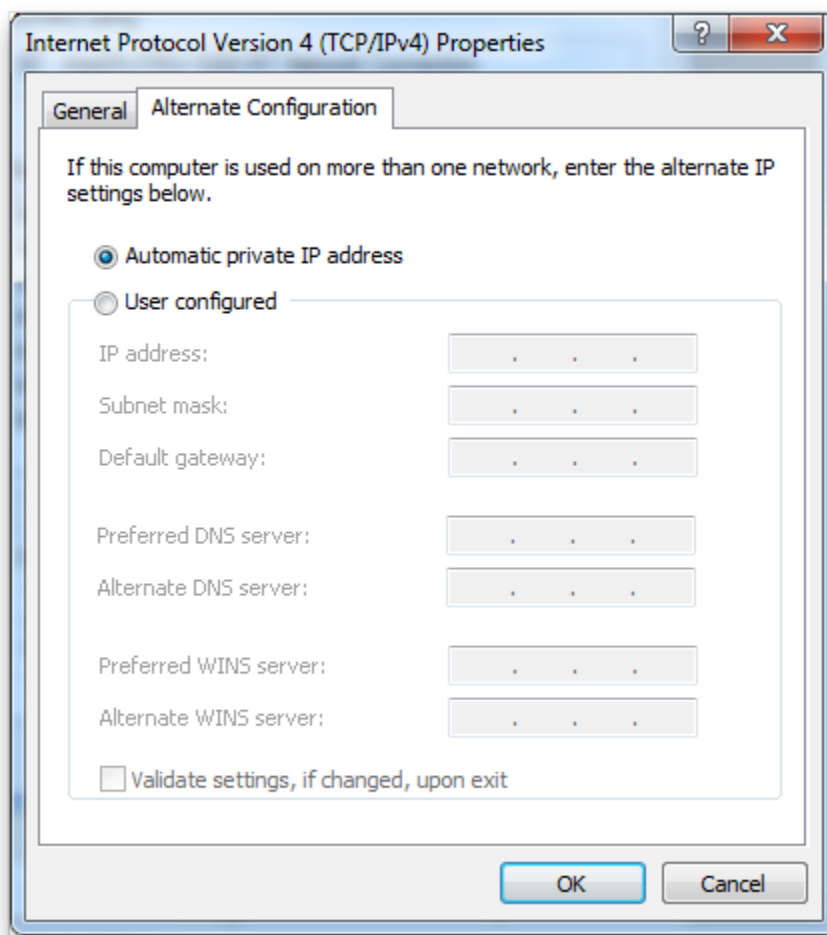 Internet Protocol Version 4 (TCP/IPv4) Properties
General
Alternate Configuration
If this computer is used on more than one network, enter the alternate IP
settings below.
Automatic private IP address
User configured
IP address:
Subnet mask:
Default gateway:
Preferred DNS server:
Alternate DNS server:
Preferred WINS server:
Alternate WINS server:
Validate settings, if changed, upon exit
OK
Cancel